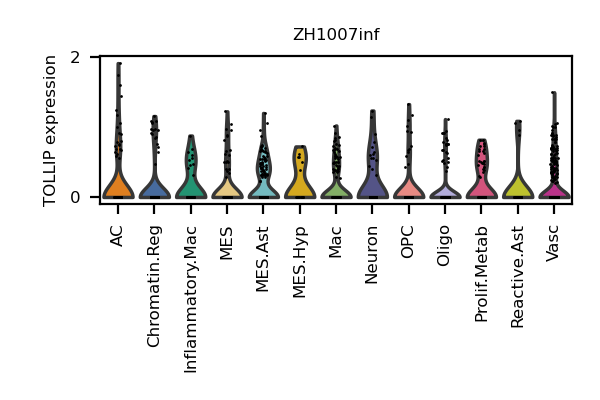 ZH1007inf
TOLLIP expression
2
0
AC
Chromatin.Reg
Inflammatory.Mac
MES
MES.Ast
MES.Hyp
Mac
Neuron
OPC
Oligo
Prolif.Metab
Reactive.Ast
Vasc